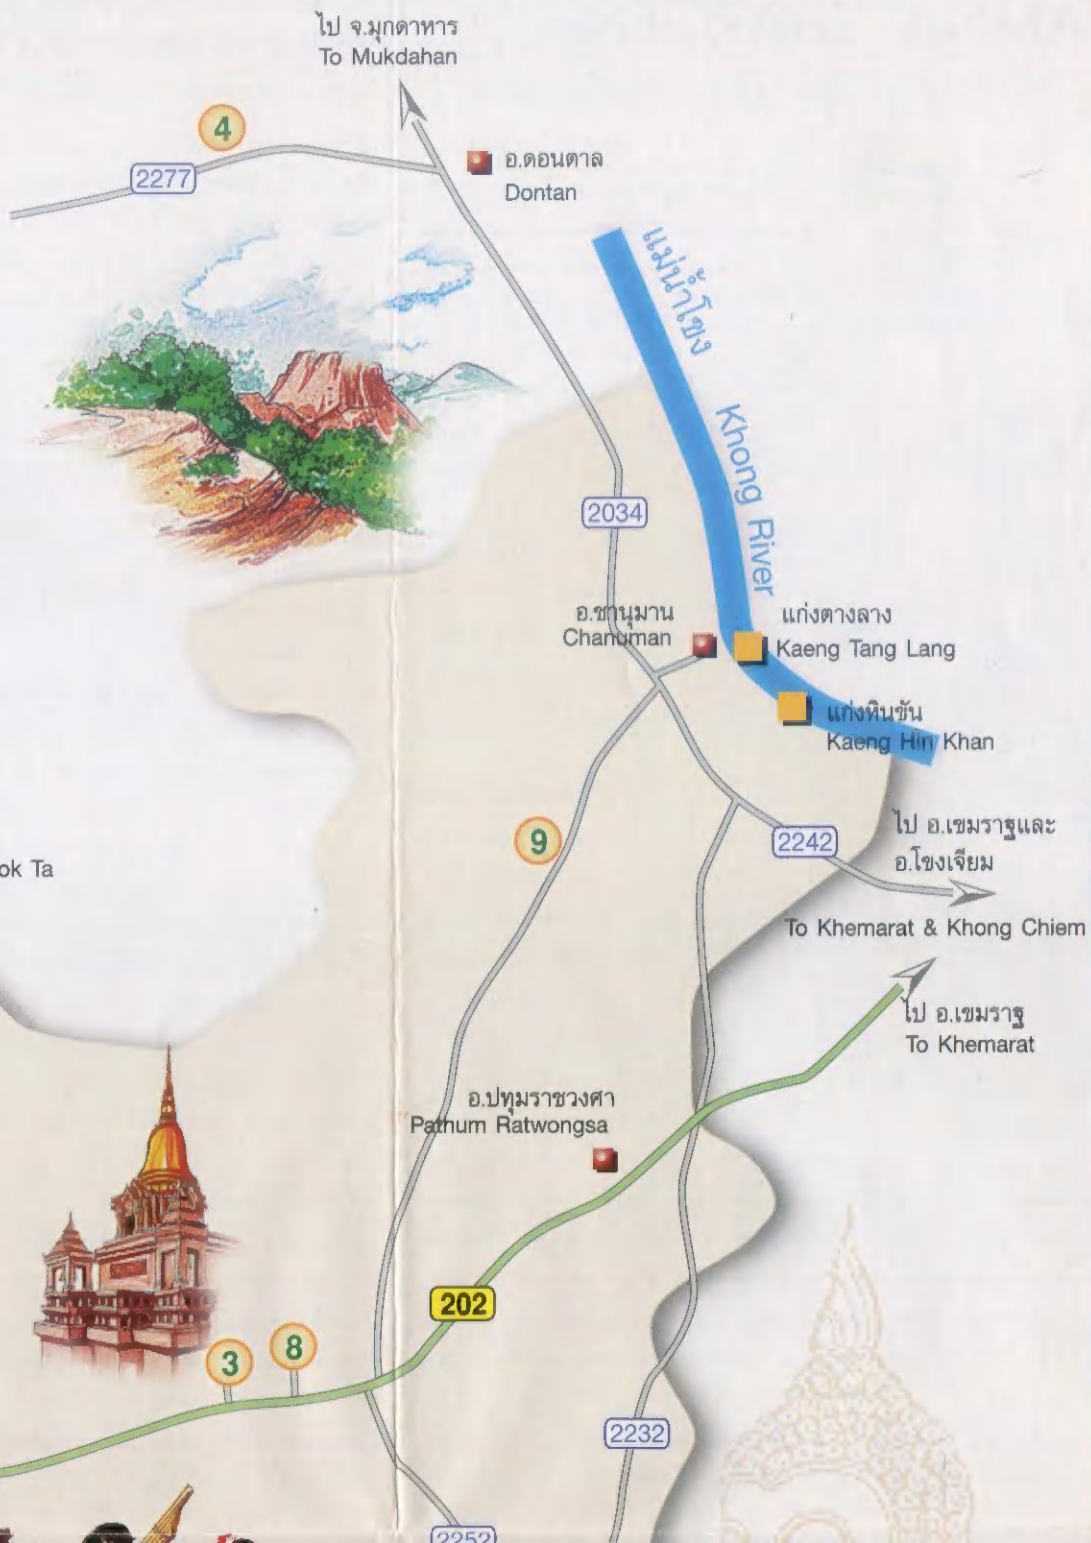 ไป จ.มุกดาหาร
To Mukdahan
4
2277
อ.ดอนตาล
Dontan
แม่น้ำโขง
Khong River
2034
อ.ชานุมาน
Chanuman
แก่งตางลาง
Kaeng Tang Lang
แก่งหินขัน
Kaeng Hin Khan
9
2242
ไป อ.เขมราฐและ
อ.โขงเจียม
To Khemarat & Khong Chiem
ok Ta
ไป อ.เขมราฐ
To Khemarat
อ.ปทุมราชวงศา
Pathum Ratwongsa
202
3
8
2232
2252